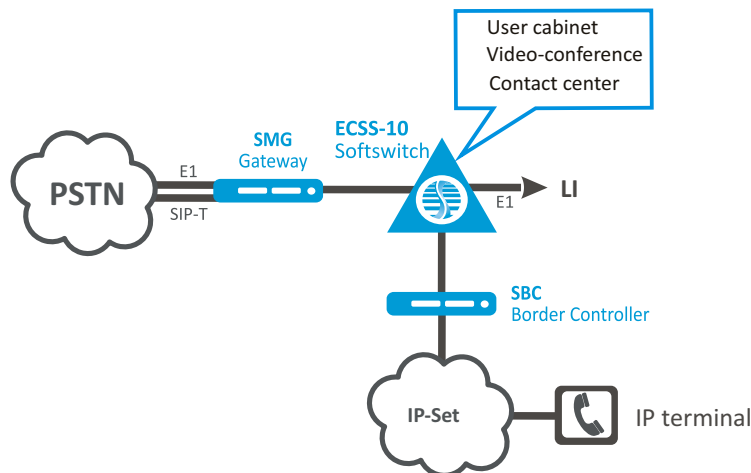 User cabinet
Video-conference
Contact center
ECSS-10
Softswitch
SMG
Gateway
E1
PSTN
SIP-T
E1
LI
SBC
Border Controller
IP-Set
IP terminal